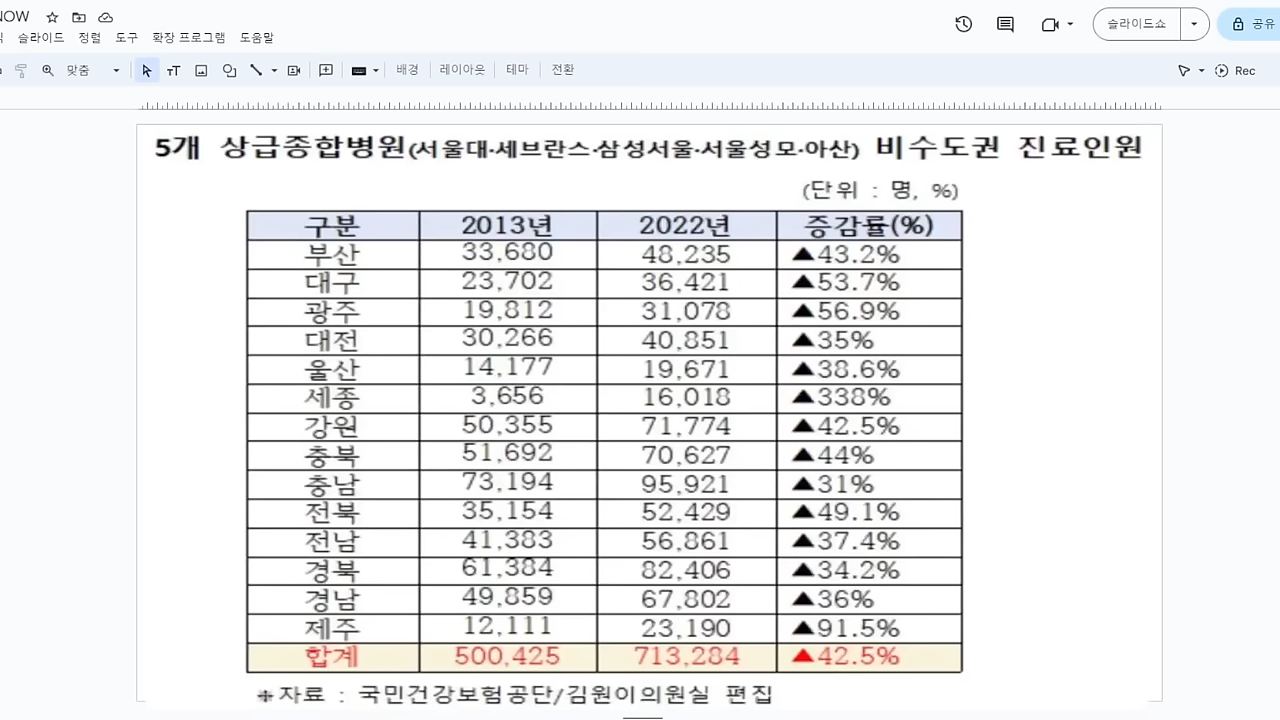 NOW
슬라이드 정렬 도구 확장 프로그램 도움말
슬라이드쇼 공유
맞춤 배경 레이아웃 테마 전환 Rec
5개 상급종합병원(서울대·세브란스·삼성서울·서울성모·아산) 비수도권 진료인원
(단위 : 명, %)
구분 2013년 2022년 증감률(%)
부산 33,680 48,235 ▲43.2%
대구 23,702 36,421 ▲53.7%
광주 19,812 31,078 ▲56.9%
대전 30,266 40,851 ▲35%
울산 14,177 19,671 ▲38.6%
세종 3,656 16,018 ▲338%
강원 50,355 71,774 ▲42.5%
충북 51,692 70,627 ▲44%
충남 73,194 95,921 ▲31%
전북 35,154 52,429 ▲49.1%
전남 41,383 56,861 ▲37.4%
경북 61,384 82,406 ▲34.2%
경남 49,859 67,802 ▲36%
제주 12,111 23,190 ▲91.5%
합계 500,425 713,284 ▲42.5%
※자료 : 국민건강보험공단/김원이의원실 편집